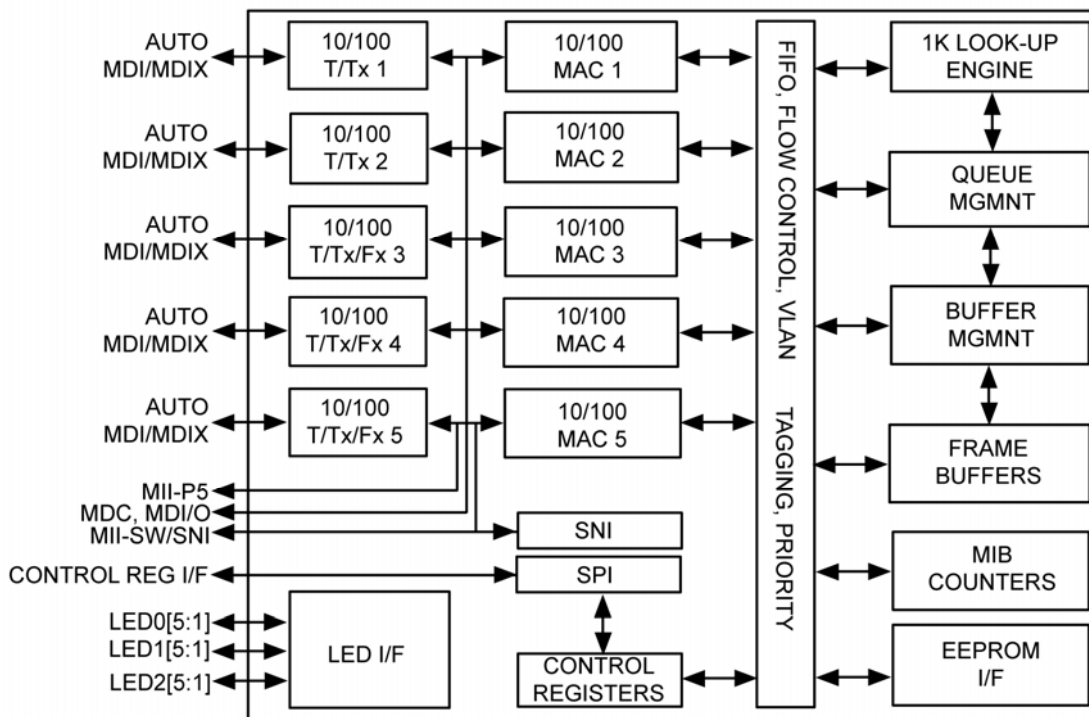 AUTO
MDI/MDIX
10/100
T/Tx 1
10/100
MAC 1
1K LOOK-UP
ENGINE
AUTO
MDI/MDIX
10/100
T/Tx 2
10/100
MAC 2
QUEUE
MGMNT
AUTO
MDI/MDIX
10/100
T/Tx/Fx 3
10/100
MAC 3
AUTO
MDI/MDIX
10/100
T/Tx/Fx 4
10/100
MAC 4
BUFFER
MGMNT
AUTO
MDI/MDIX
10/100
T/Tx/Fx 5
10/100
MAC 5
FRAME
BUFFERS
FIFO, FLOW CONTROL, VLAN TAGGING, PRIORITY
MII-P5
MDC, MDI/O
MII-SW/SNI
SNI
CONTROL REG I/F
SPI
MIB
COUNTERS
LED0[5:1]
LED1[5:1]
LED2[5:1]
LED I/F
CONTROL
REGISTERS
EEPROM
I/F